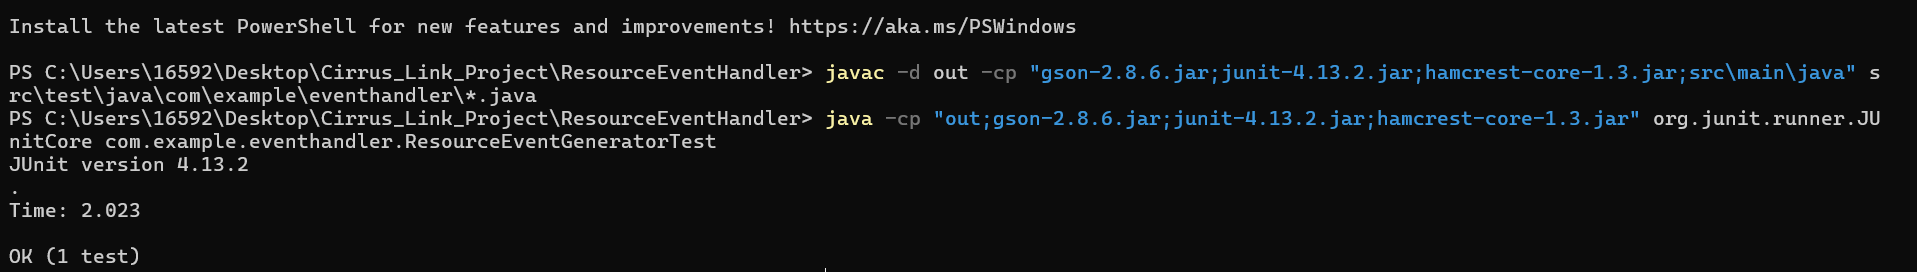 Install the latest PowerShell for new features and improvements! https://aka.ms/PSWindows
PS C:\Users\16592\Desktop\Cirrus_Link_Project\ResourceEventHandler> javac -d out -cp "gson-2.8.6.jar;junit-4.13.2.jar;hamcrest-core-1.3.jar;src\main\java" s
rc\test\java\com\example\eventhandler\*.java
PS C:\Users\16592\Desktop\Cirrus_Link_Project\ResourceEventHandler> java -cp "out;gson-2.8.6.jar;junit-4.13.2.jar;hamcrest-core-1.3.jar" org.junit.runner.JU
nitCore com.example.eventhandler.ResourceEventGeneratorTest
JUnit version 4.13.2
.
Time: 2.023
OK (1 test)